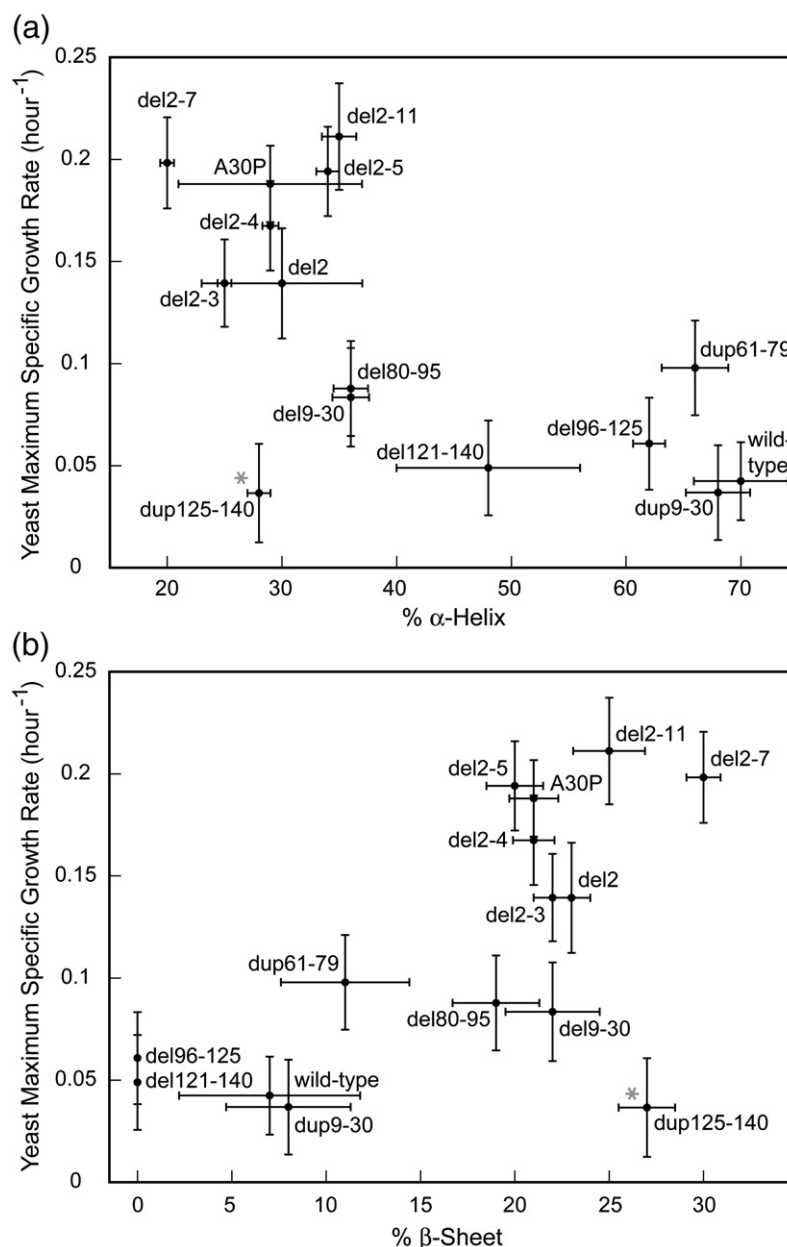 (a)
Yeast Maximum Specific Growth Rate (hour⁻¹)
0.25
0.2
0.15
0.1
0.05
0
del2-7
del2-11
A30P
del2-5
del2-4
del2
del2-3
del80-95
dup61-79
del9-30
del96-125
del121-140
wild-
type
*
dup125-140
dup9-30
20
30
40
50
60
70
% α-Helix
(b)
Yeast Maximum Specific Growth Rate (hour⁻¹)
0.25
0.2
0.15
0.1
0.05
0
del2-11
del2-5
del2-7
A30P
del2-4
del2
del2-3
dup61-79
del80-95
del9-30
del96-125
del121-140
wild-type
*
dup9-30
dup125-140
0
5
10
15
20
25
30
% β-Sheet